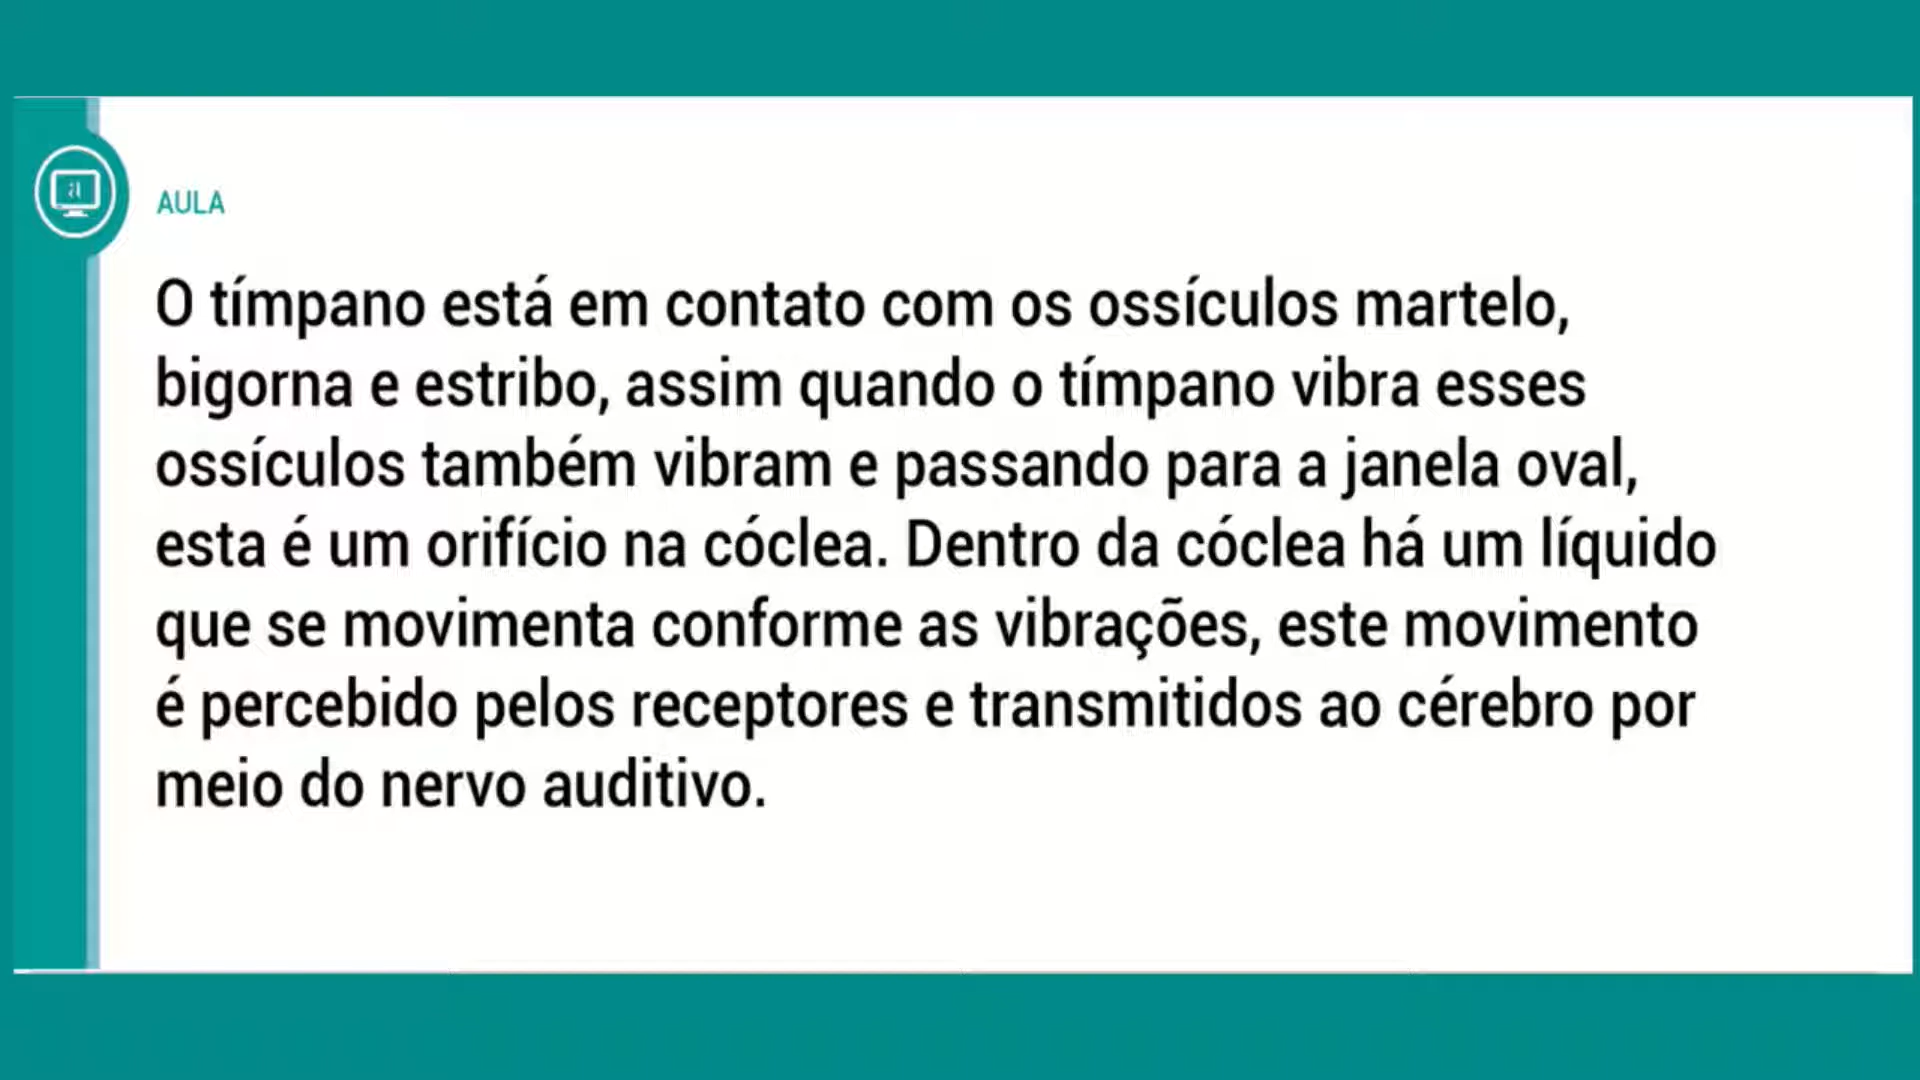 AULA
O tímpano está em contato com os ossículos martelo,
bigorna e estribo, assim quando o tímpano vibra esses
ossículos também vibram e passando para a janela oval,
esta é um orifício na cóclea. Dentro da cóclea há um líquido
que se movimenta conforme as vibrações, este movimento
é percebido pelos receptores e transmitidos ao cérebro por
meio do nervo auditivo.